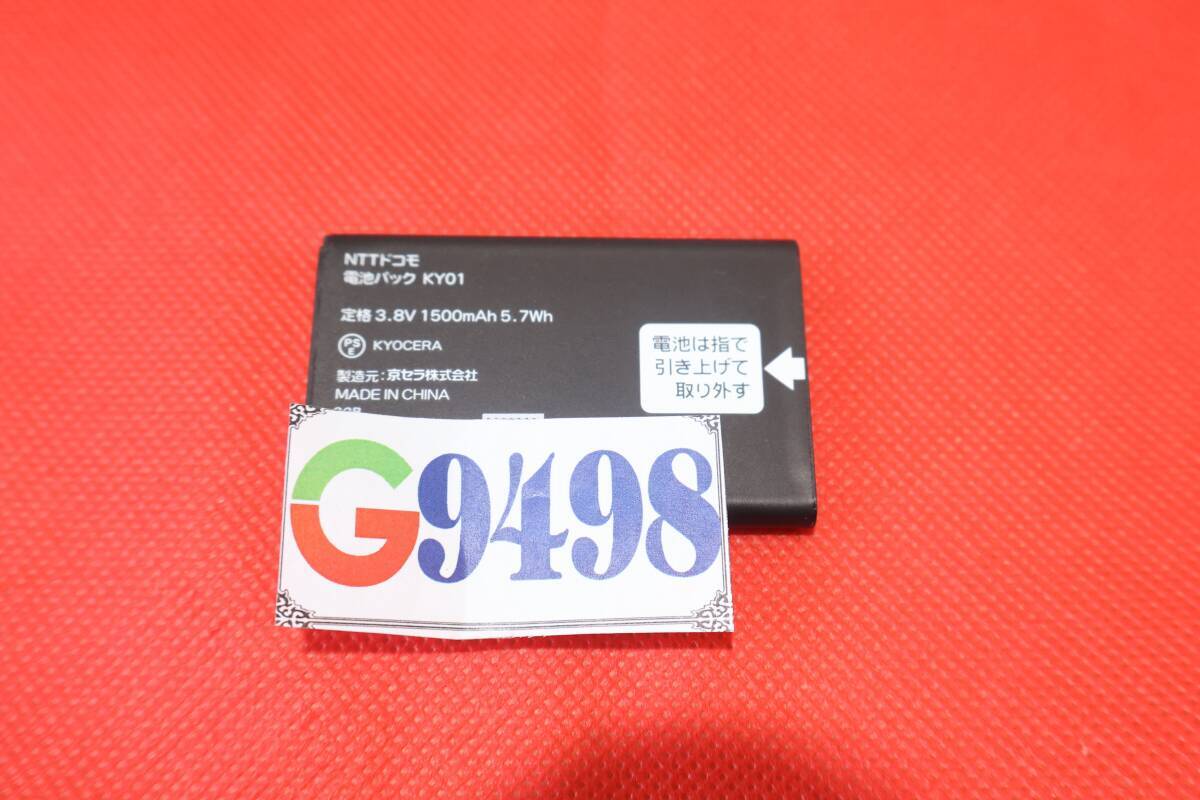 NTTドコモ
電池パック KY01
定格 3.8V 1500mAh 5.7Wh
PS
E
KYOCERA
製造元:京セラ株式会社
MADE IN CHINA
電池は指で
引き上げて
取り外す
G9498